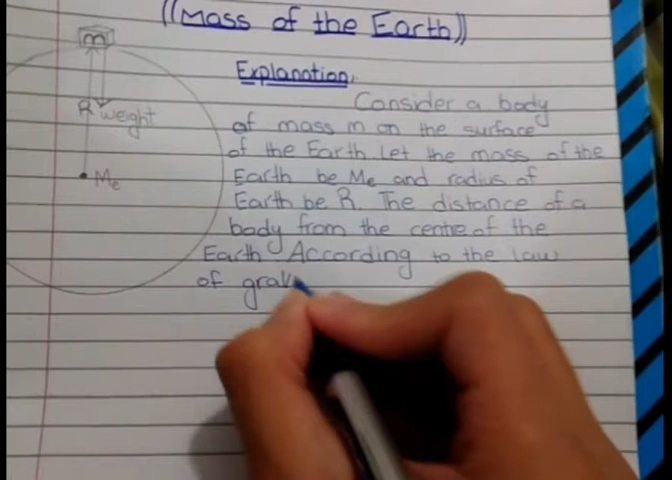 ((Mass of the Earth))
m
Explanation.
Consider a body
R weight
of mass m on the surface
of the Earth. Let the mass of the
Me
Earth be Me and radius of
Earth be R. The distance of a
body from the centre of the
Earth According to the law
of grav